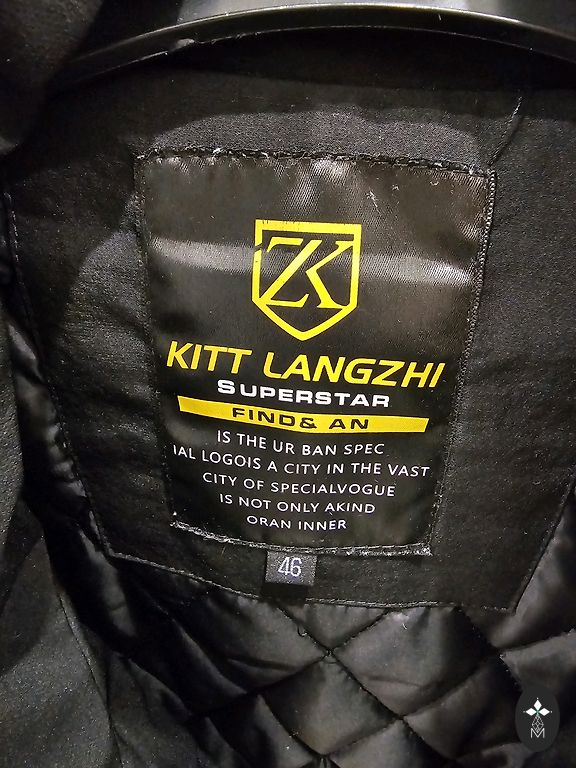 ZK
KITT LANGZHI
SUPERSTAR
FIND& AN
IS THE UR BAN SPEC
IAL LOGOIS A CITY IN THE VAST
CITY OF SPECIALVOGUE
IS NOT ONLY AKIND
ORAN INNER
46
M